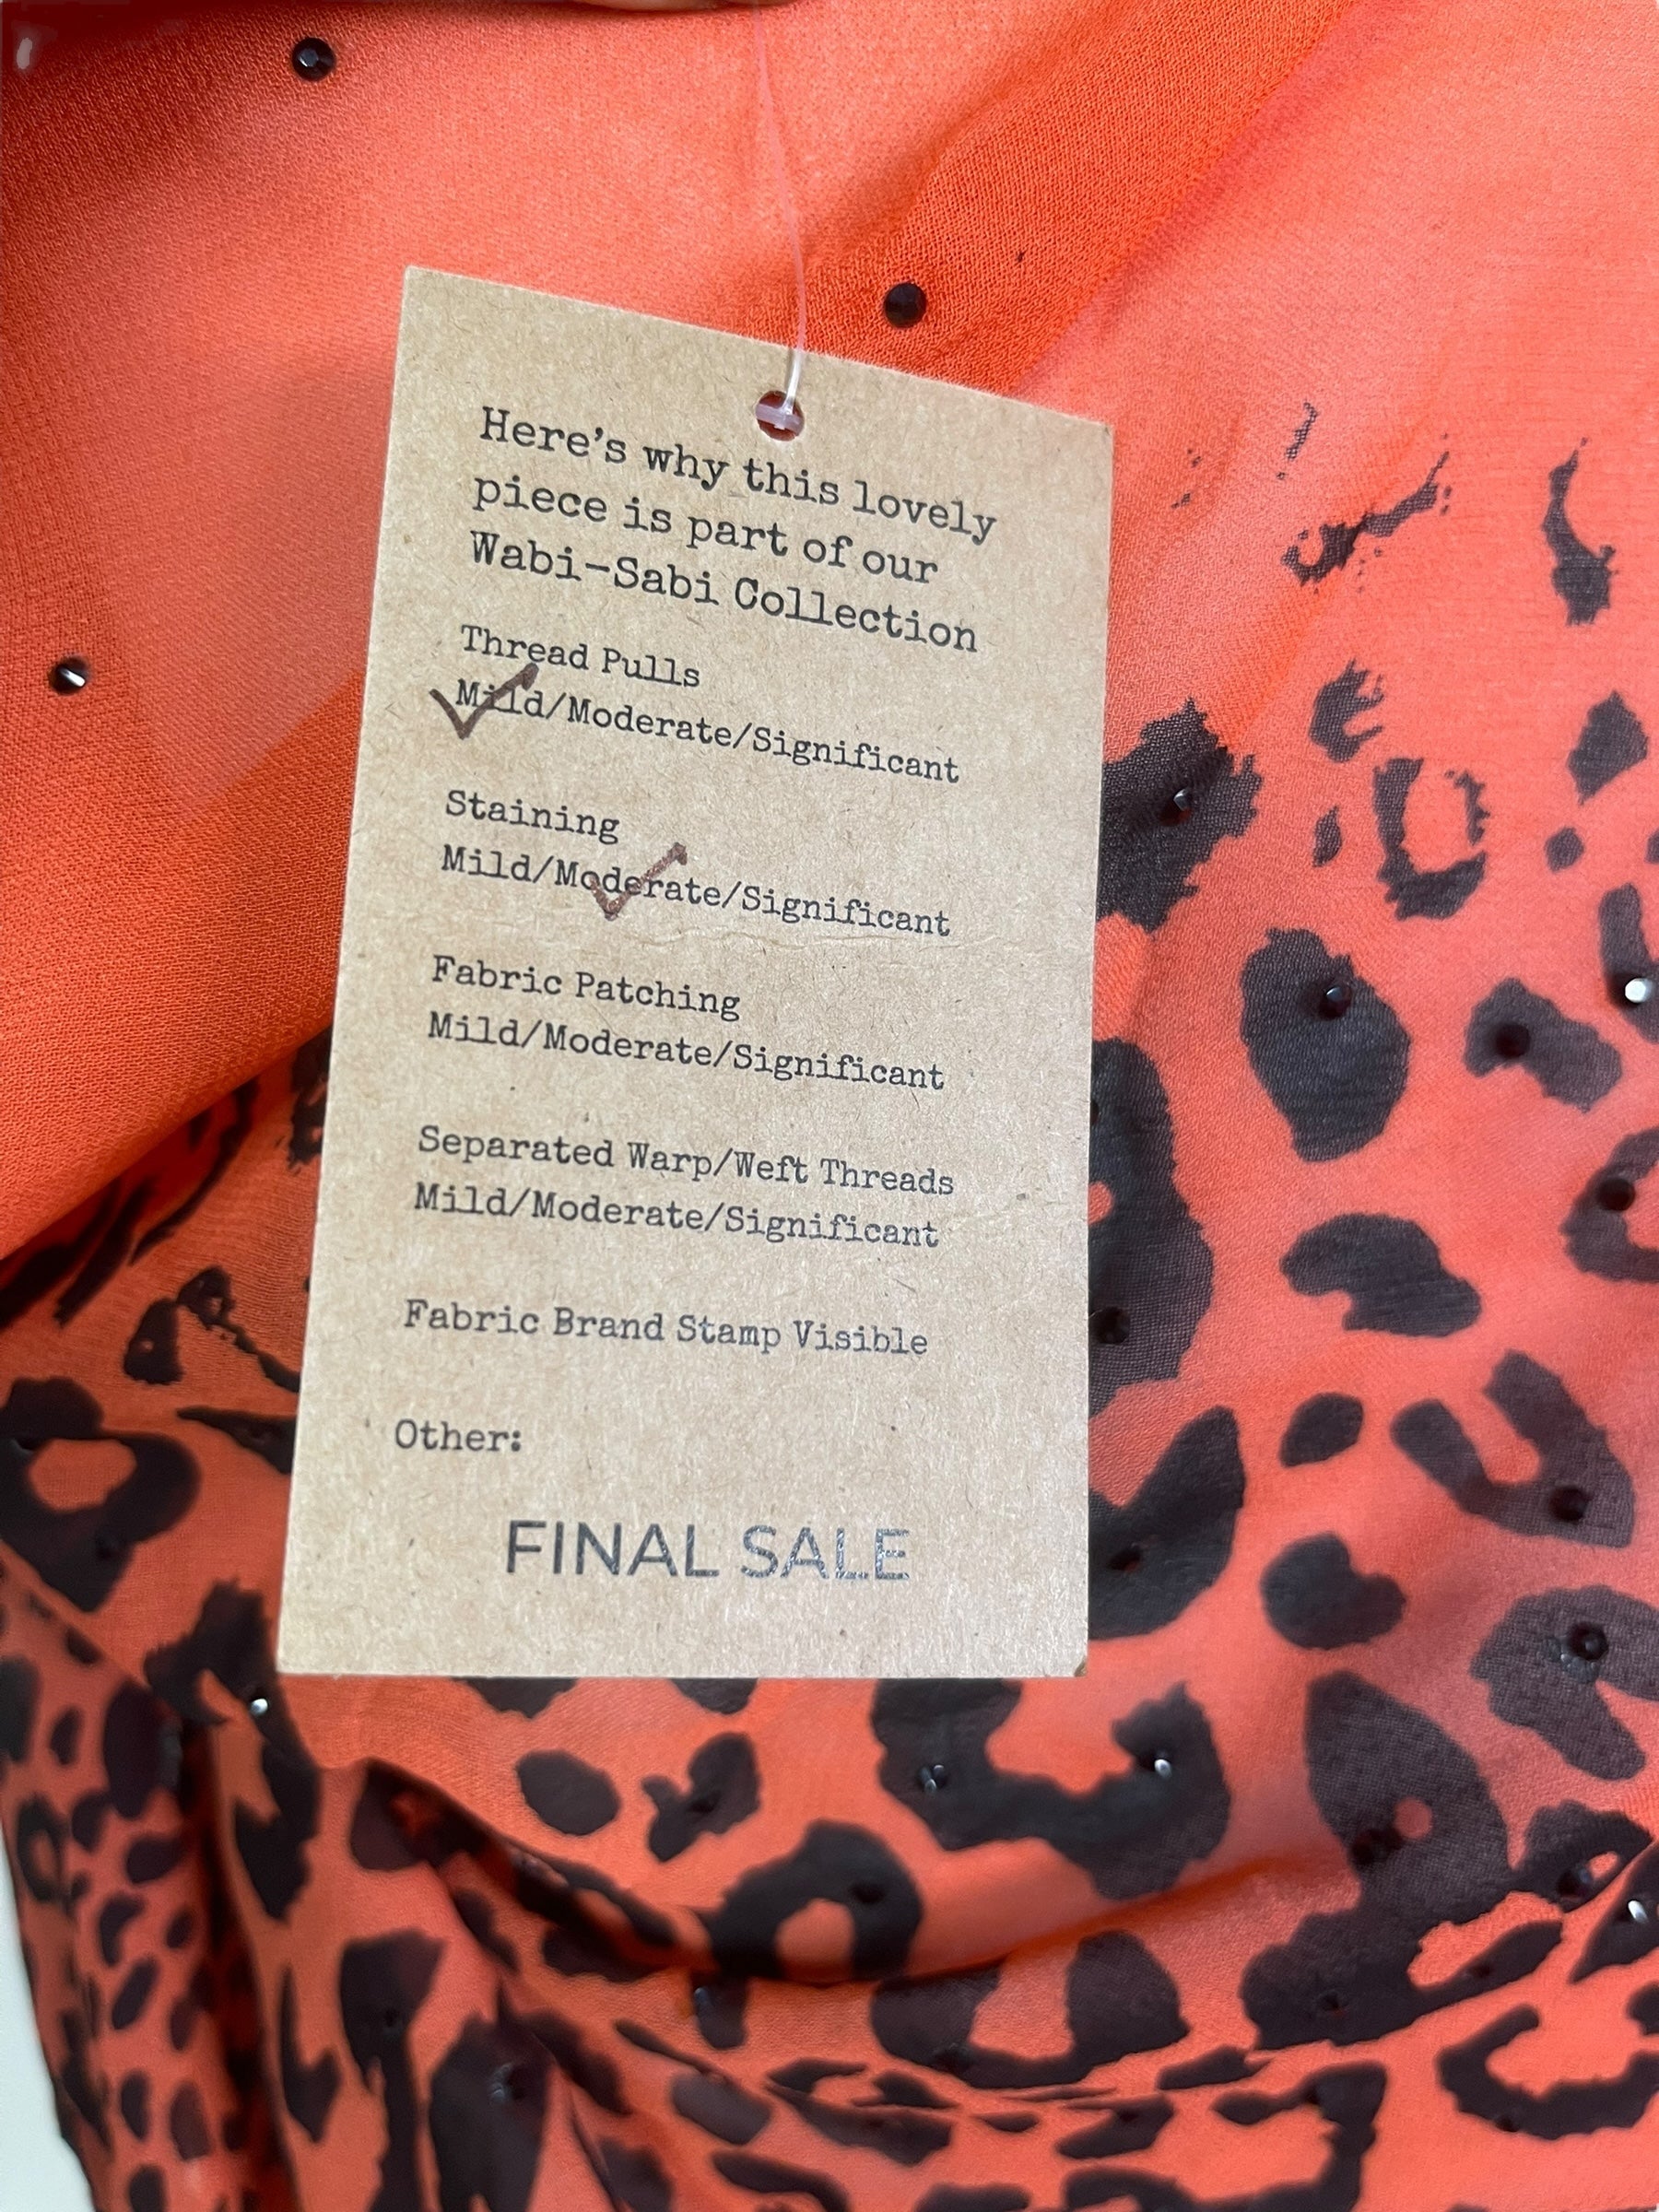 Here's why this lovely
piece is part of our
Wabi-Sabi Collection
Thread Pulls
Mild/Moderate/Significant
Staining
Mild/Moderate/Significant
Fabric Patching
Mild/Moderate/Significant
Separated Warp/Weft Threads
Mild/Moderate/Significant
Fabric Brand Stamp Visible
Other:
FINAL SALE